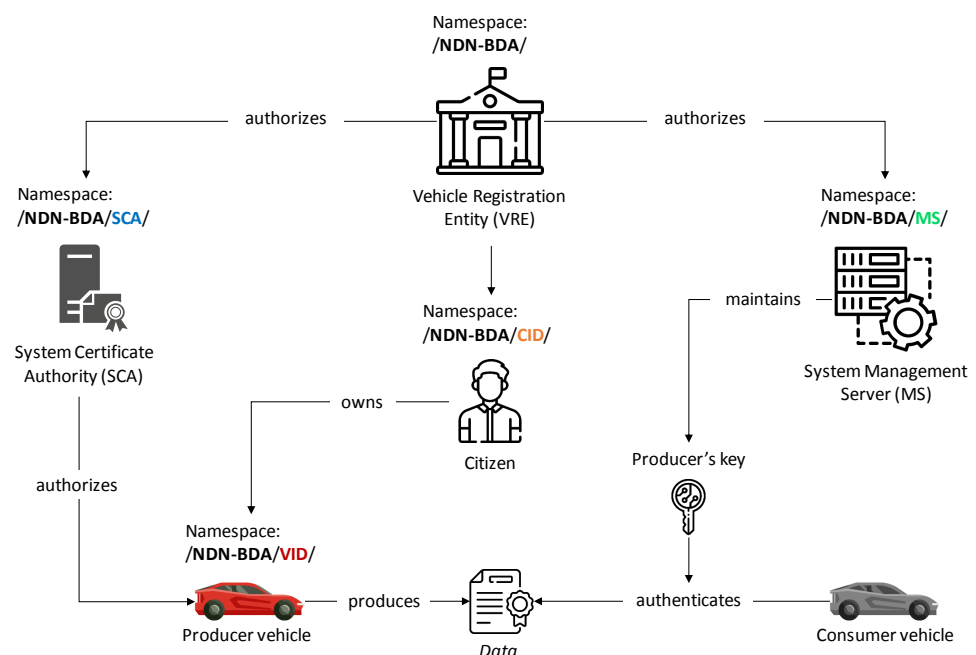 Namespace:
/NDN-BDA/
authorizes
authorizes
Namespace:
/NDN-BDA/SCA/
Vehicle Registration
Entity (VRE)
Namespace:
/NDN-BDA/MS/
maintains
Namespace:
/NDN-BDA/CID/
System Certificate
Authority (SCA)
System Management
Server (MS)
owns
Citizen
Producer's key
authorizes
Namespace:
/NDN-BDA/VID/
produces
authenticates
Producer vehicle
Data
Consumer vehicle